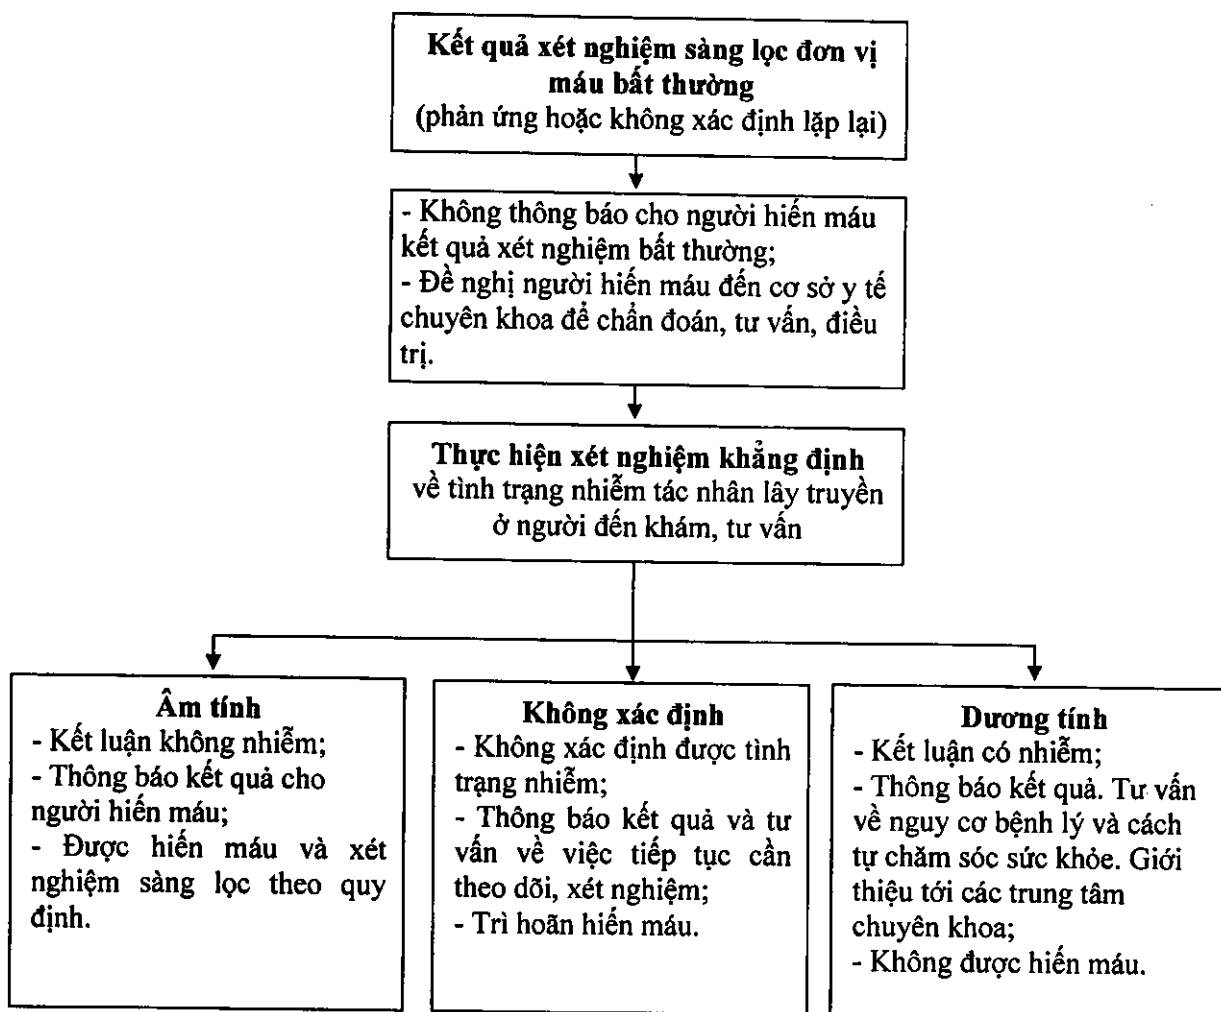 Kết quả xét nghiệm sàng lọc đơn vị
máu bất thường
(phản ứng hoặc không xác định lặp lại)
- Không thông báo cho người hiến máu
kết quả xét nghiệm bất thường;
- Đề nghị người hiến máu đến cơ sở y tế
chuyên khoa để chẩn đoán, tư vấn, điều
trị.
Thực hiện xét nghiệm khẳng định
về tình trạng nhiễm tác nhân lây truyền
ở người đến khám, tư vấn
Âm tính
- Kết luận không nhiễm;
- Thông báo kết quả cho
người hiến máu;
- Được hiến máu và xét
nghiệm sàng lọc theo quy
định.
Không xác định
- Không xác định được tình
trạng nhiễm;
- Thông báo kết quả và tư
vấn về việc tiếp tục cần
theo dõi, xét nghiệm;
- Trì hoãn hiến máu.
Dương tính
- Kết luận có nhiễm;
- Thông báo kết quả. Tư vấn
về nguy cơ bệnh lý và cách
tự chăm sóc sức khỏe. Giới
thiệu tới các trung tâm
chuyên khoa;
- Không được hiến máu.